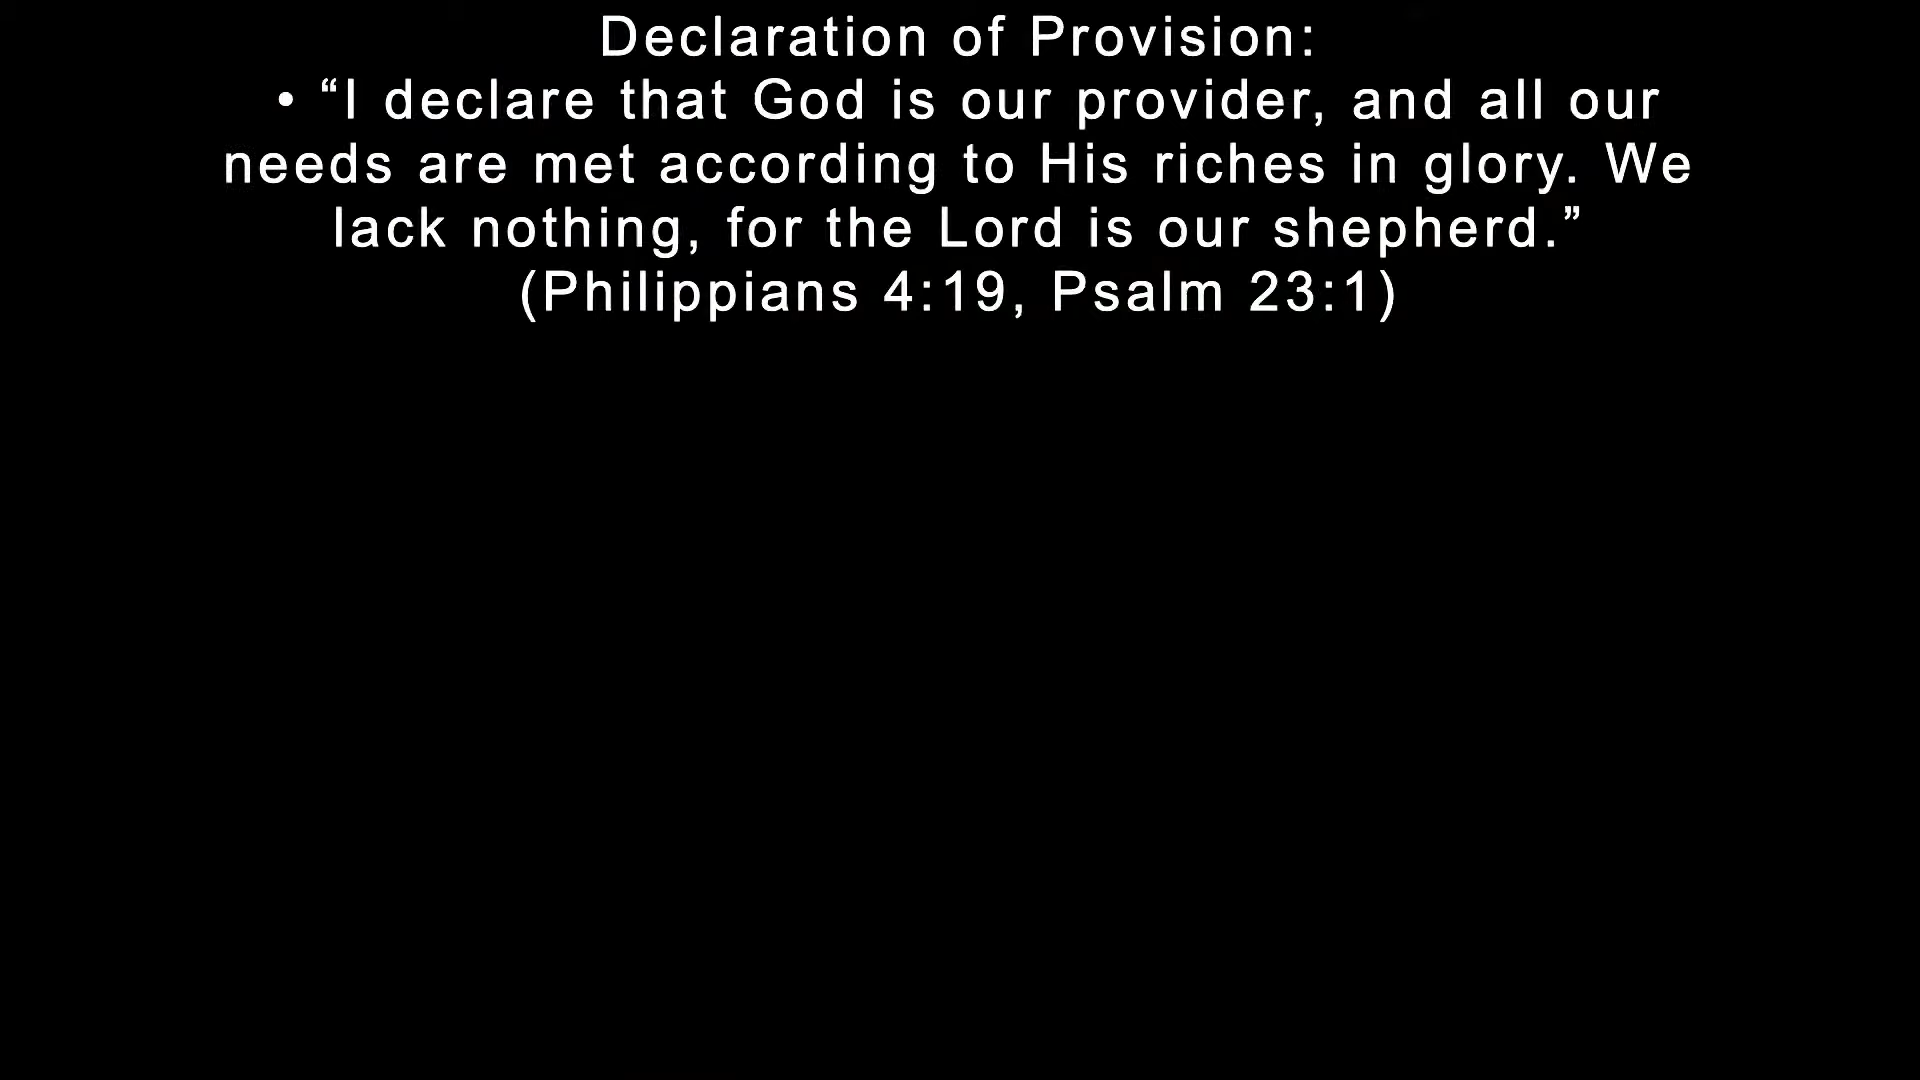 Declaration of Provision:
• “I declare that God is our provider, and all our
needs are met according to His riches in glory. We
lack nothing, for the Lord is our shepherd.”
(Philippians 4:19, Psalm 23:1)